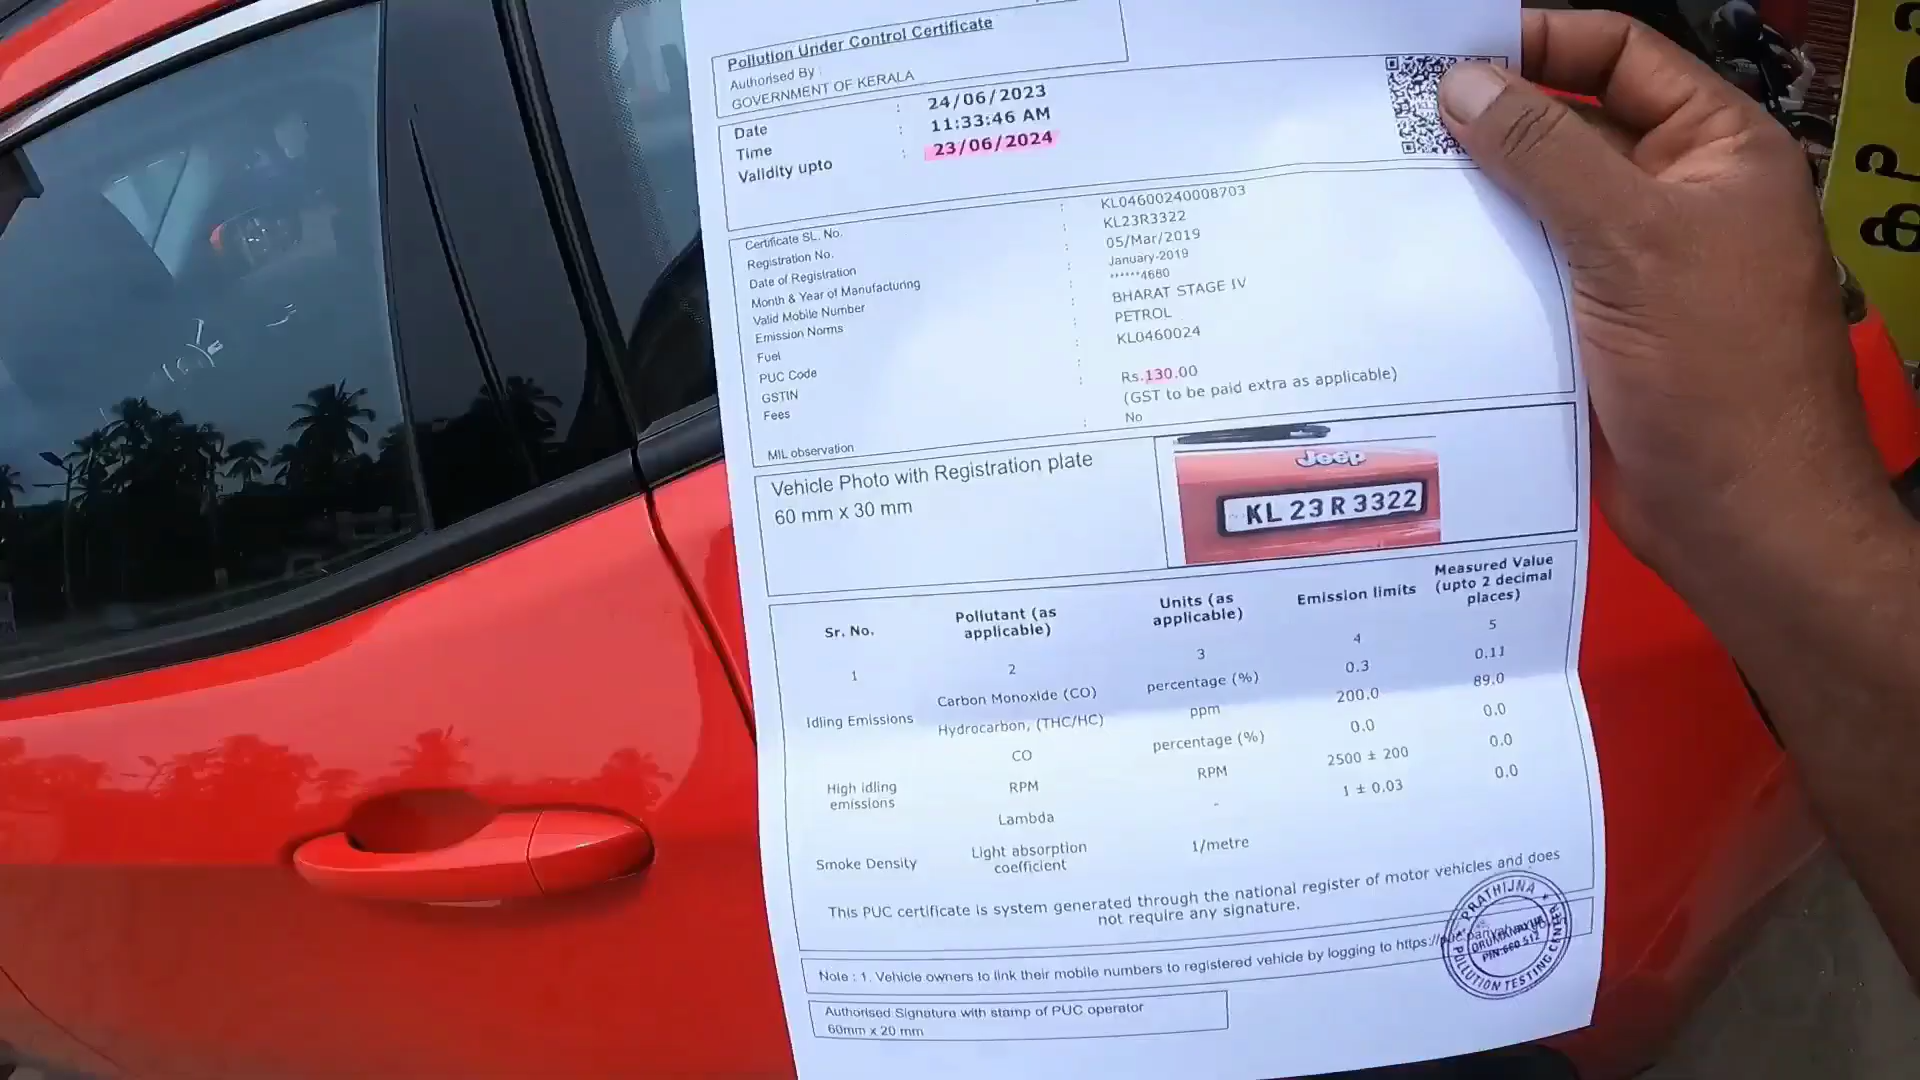 Pollution Under Control Certificate
Authorised By :
GOVERNMENT OF KERALA
Date : 24/06/2023
Time : 11:33:46 AM
Validity upto : 23/06/2024
Certificate SL. No. : KL04600240008703
Registration No. : KL23R3322
Date of Registration : 05/Mar/2019
Month & Year of Manufacturing : January-2019
Valid Mobile Number : ******4680
Emission Norms : BHARAT STAGE IV
Fuel : PETROL
PUC Code : KL0460024
GSTIN :
Fees : Rs.130.00
(GST to be paid extra as applicable)
MIL observation : No
Vehicle Photo with Registration plate
60 mm x 30 mm
Jeep
KL 23 R 3322
Sr. No. Pollutant (as applicable) Units (as applicable) Emission limits Measured Value (upto 2 decimal places)
1 2 3 4 5
Idling Emissions Carbon Monoxide (CO) percentage (%) 0.3 0.11
Hydrocarbon, (THC/HC) ppm 200.0 89.0
High idling emissions CO percentage (%) 0.0 0.0
RPM RPM 2500 ± 200 0.0
Lambda - 1 ± 0.03 0.0
Smoke Density Light absorption coefficient 1/metre
This PUC certificate is system generated through the national register of motor vehicles and does
not require any signature.
Note : 1. Vehicle owners to link their mobile numbers to registered vehicle by logging to https://puc.parivahan
PRATHIJNA
PIN:680 512
POLLUTION TESTING CENTRE
Authorised Signature with stamp of PUC operator
60mm x 20 mm